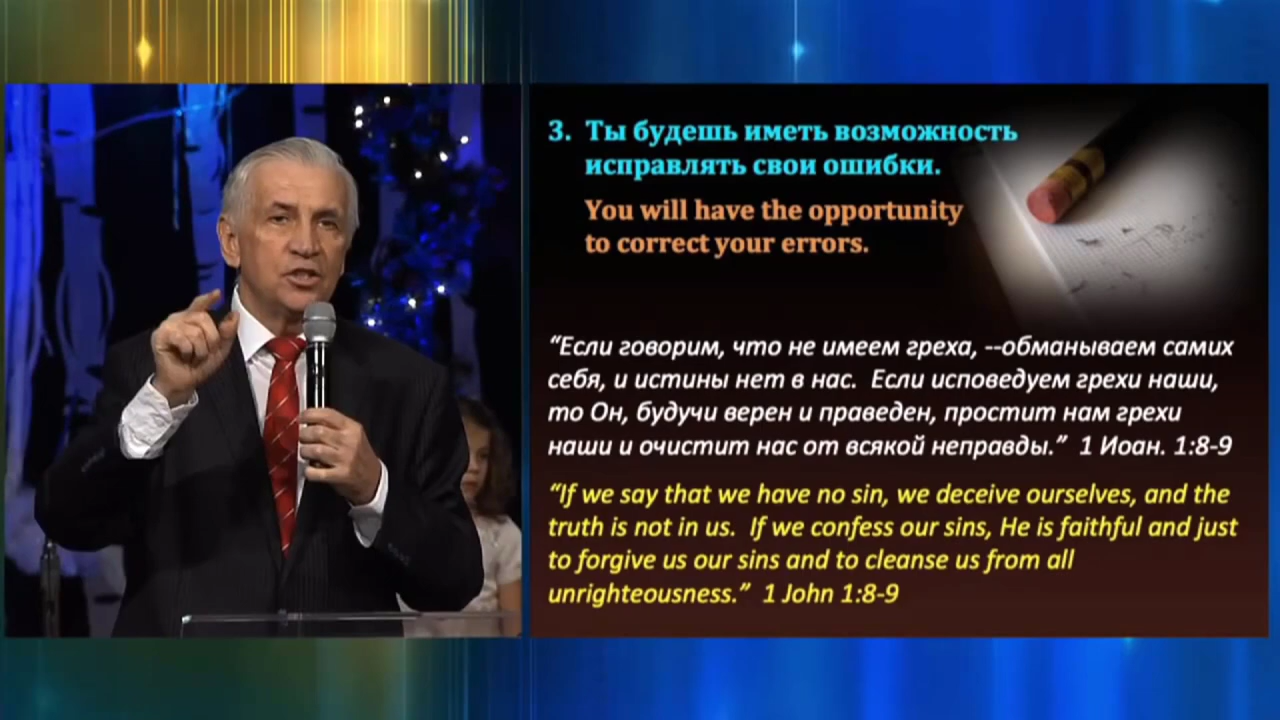 3. Ты будешь иметь возможность
исправлять свои ошибки.
You will have the opportunity
to correct your errors.
“Если говорим, что не имеем греха, --обманываем самих
себя, и истины нет в нас. Если исповедуем грехи наши,
то Он, будучи верен и праведен, простит нам грехи
наши и очистит нас от всякой неправды.” 1 Иоан. 1:8-9
“If we say that we have no sin, we deceive ourselves, and the
truth is not in us. If we confess our sins, He is faithful and just
to forgive us our sins and to cleanse us from all
unrighteousness.” 1 John 1:8-9